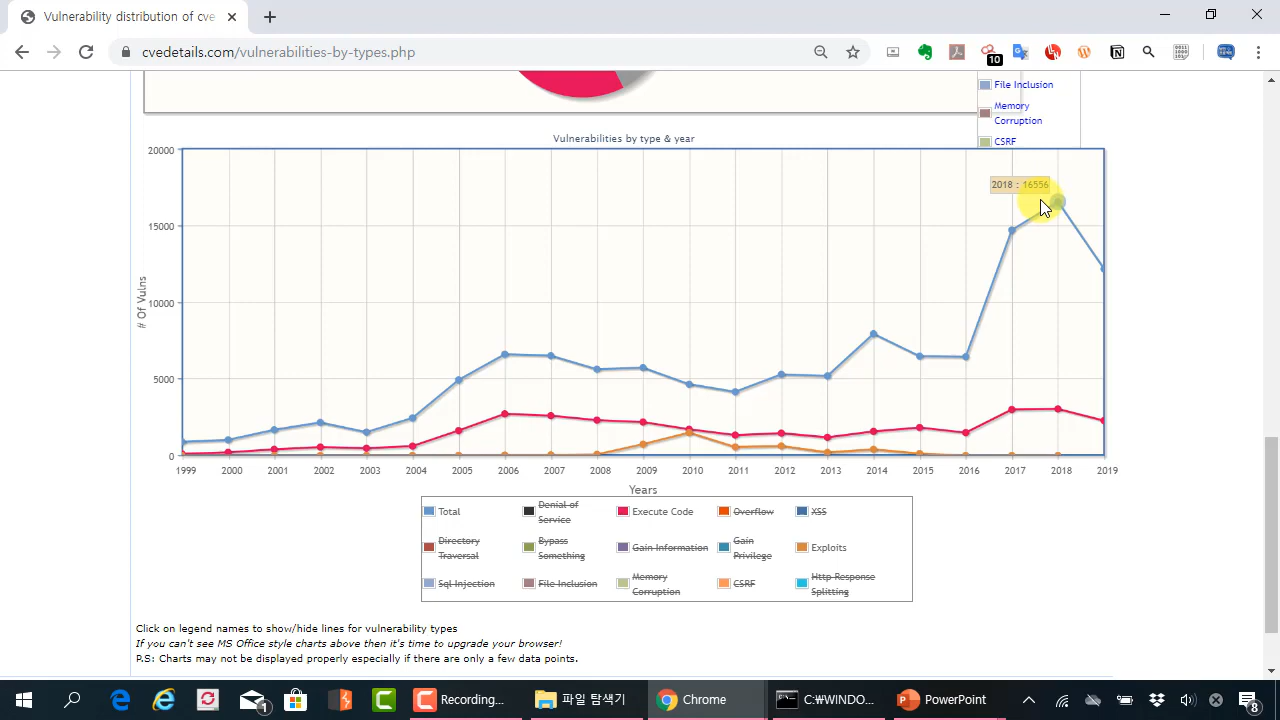 Vulnerability distribution of cve
cvedetails.com/vulnerabilities-by-types.php
10
File Inclusion
Memory
Corruption
CSRF
Vulnerabilities by type & year
20000
15000
10000
5000
0
# Of Vulns
2018 : 16556
1999 2000 2001 2002 2003 2004 2005 2006 2007 2008 2009 2010 2011 2012 2013 2014 2015 2016 2017 2018 2019
Years
Total
Denial of
Service
Execute Code
Overflow
XSS
Directory
Traversal
Bypass
Something
Gain Information
Gain
Privilege
Exploits
Sql Injection
File Inclusion
Memory
Corruption
CSRF
Http Response
Splitting
Click on legend names to show/hide lines for vulnerability types
If you can't see MS Office style charts above then it's time to upgrade your browser!
P.S: Charts may not be displayed properly especially if there are only a few data points.
1
Recording...
파일 탐색기
Chrome
C:₩WINDO...
PowerPoint
8